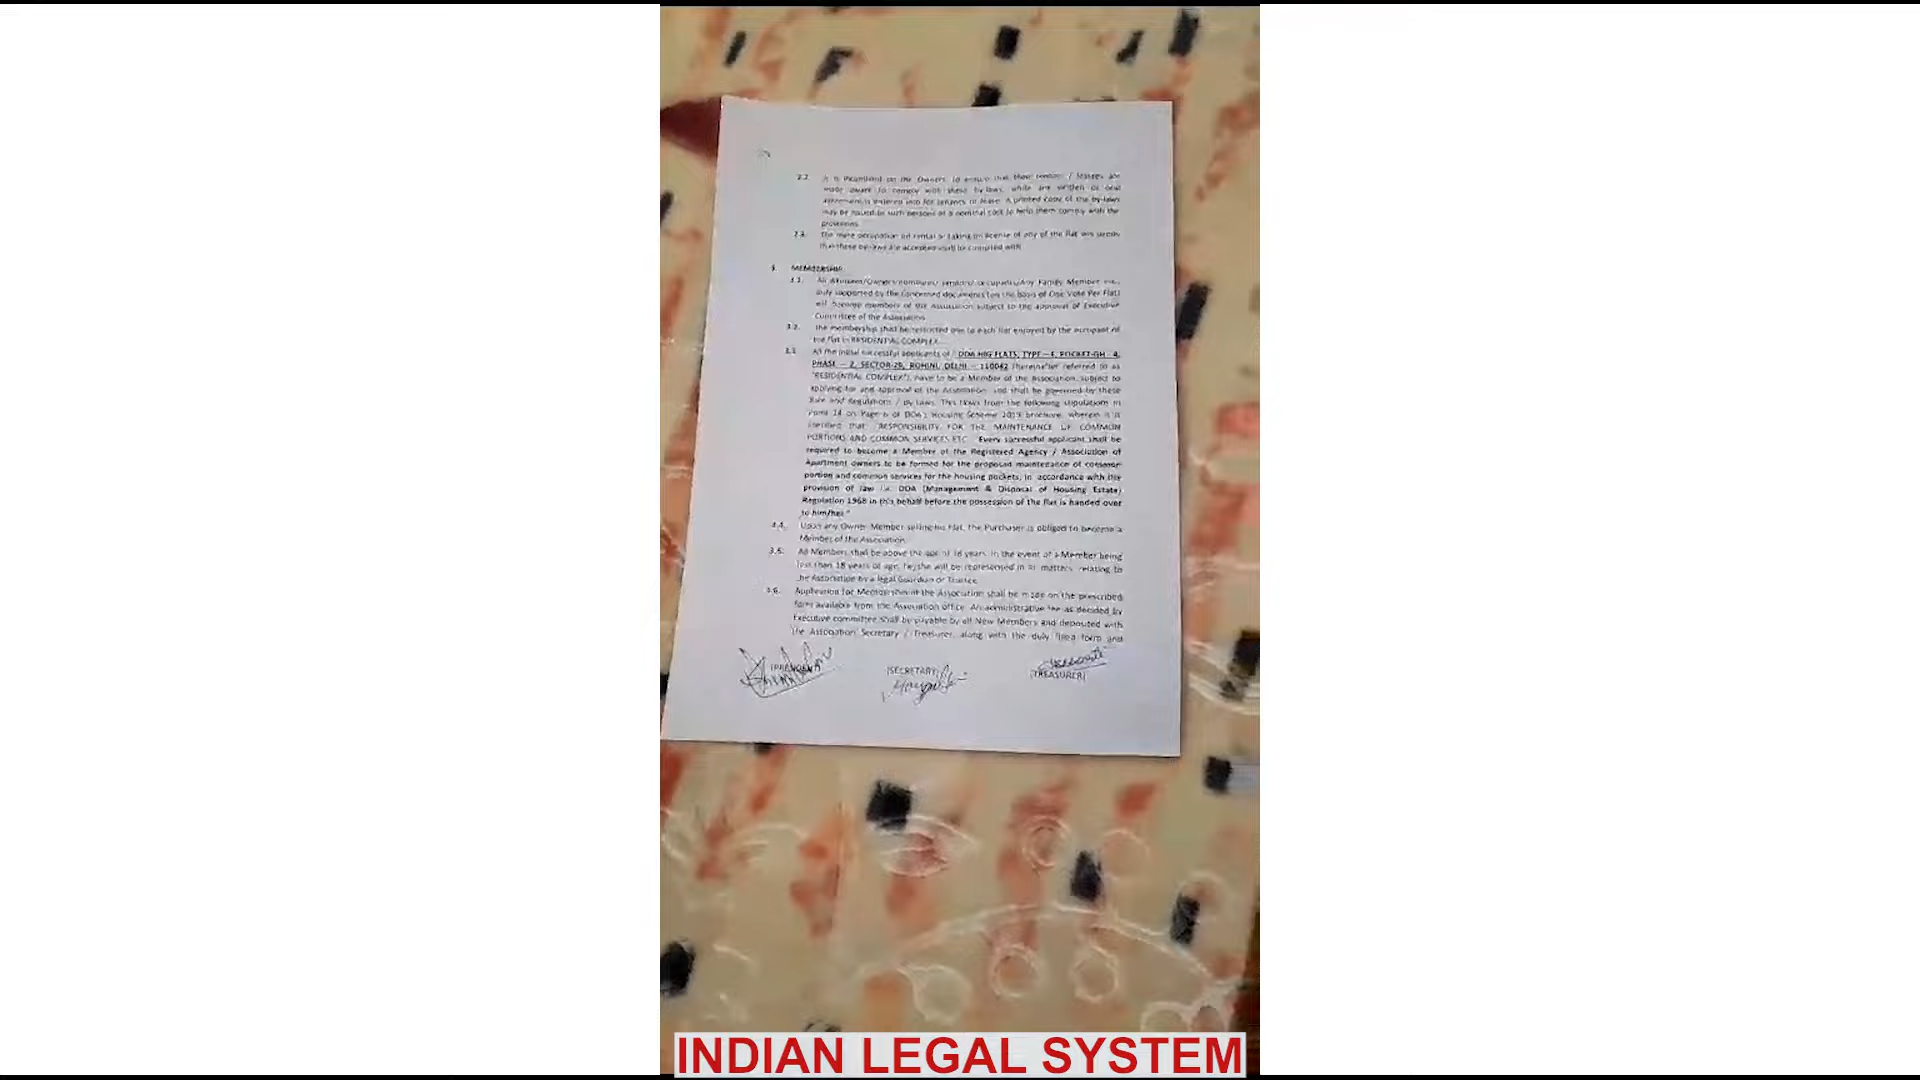 2.2. It is incumbent on the Owners to ensure that their tenants / lessees are
made aware to comply with these by-laws, while any written or oral
agreement is entered into for tenancy or lease. A printed copy of the by-laws
may be issued to such persons at a nominal cost to help them comply with the
provisions.
2.3. The mere occupation on rental or taking on license of any of the flat
that these by-laws are accepted shall be complied with
3. MEMBERSHIP
3.1. All Allottees/Owners/nominees/ /occupants/Any Family Member etc.,
duly supported by the concerned documents (on the basis of One Vote Per Flat)
will become members of the Association subject to the approval of Executive
Committee of the Association.
3.2. The membership shall be restricted one to each flat enjoyed by the occupant of
the flat in RESIDENTIAL COMPLEX.
3.3 All the initial successful applicants of "DDA HIG FLATS, TYPE – I, POCKET-GH – 4,
PHASE – 2, SECTOR-29, ROHINI, DELHI – 110042 (hereinafter referred to as
"RESIDENTIAL COMPLEX"), have to be a Member of the Association, subject to
applying for and approval of the Association and shall be governed by these
Rule and Regulations / By laws. This flows from the following stipulations in
Point 14 on Page 6 of DDA's Housing Scheme 2019 brochure, wherein it is
that: "RESPONSIBILITY FOR THE MAINTENANCE OF COMMON
PORTIONS AND COMMON SERVICES ETC. Every successful applicant shall be
required to become a Member of the Registered Agency / Association of
Apartment owners to be formed for the proposed maintenance of common
portion and common services for the housing pockets, in accordance with the
provision of law i.e. DDA (Management & Disposal of Housing Estate)
Regulation 1968 in this behalf before the possession of the flat is handed over
to him/her."
3.4. Upon any Owner Member selling his Flat, the Purchaser is obliged to become a
Member of the Association.
3.5. All Members shall be above the age of 18 years. In the event of a Member being
less than 18 years of age, he/she will be represented in all matters relating to
the Association by a legal Guardian or Trustee.
3.6. Application for Membership of the Association shall be made on the prescribed
form available from the Association office. An administrative fee as decided by
Executive committee shall be payable by all New Members and deposited with
the Association Secretary / Treasurer, along with the duly filled form and
(PRESIDENT) (SECRETARY) (TREASURER)
INDIAN LEGAL SYSTEM